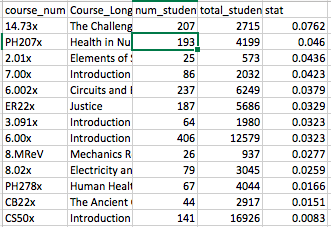 course_num Course_Long num_studen total_studen stat
14.73x The Challeng 207 2715 0.0762
PH207x Health in Nu 193 4199 0.046
2.01x Elements of 25 573 0.0436
7.00x Introduction 86 2032 0.0423
6.002x Circuits and 237 6249 0.0379
ER22x Justice 187 5686 0.0329
3.091x Introduction 64 1980 0.0323
6.00x Introduction 406 12579 0.0323
8.MReV Mechanics R 26 937 0.0277
8.02x Electricity an 79 3045 0.0259
PH278x Human Healt 67 4044 0.0166
CB22x The Ancient 44 2917 0.0151
CS50x Introduction 141 16926 0.0083